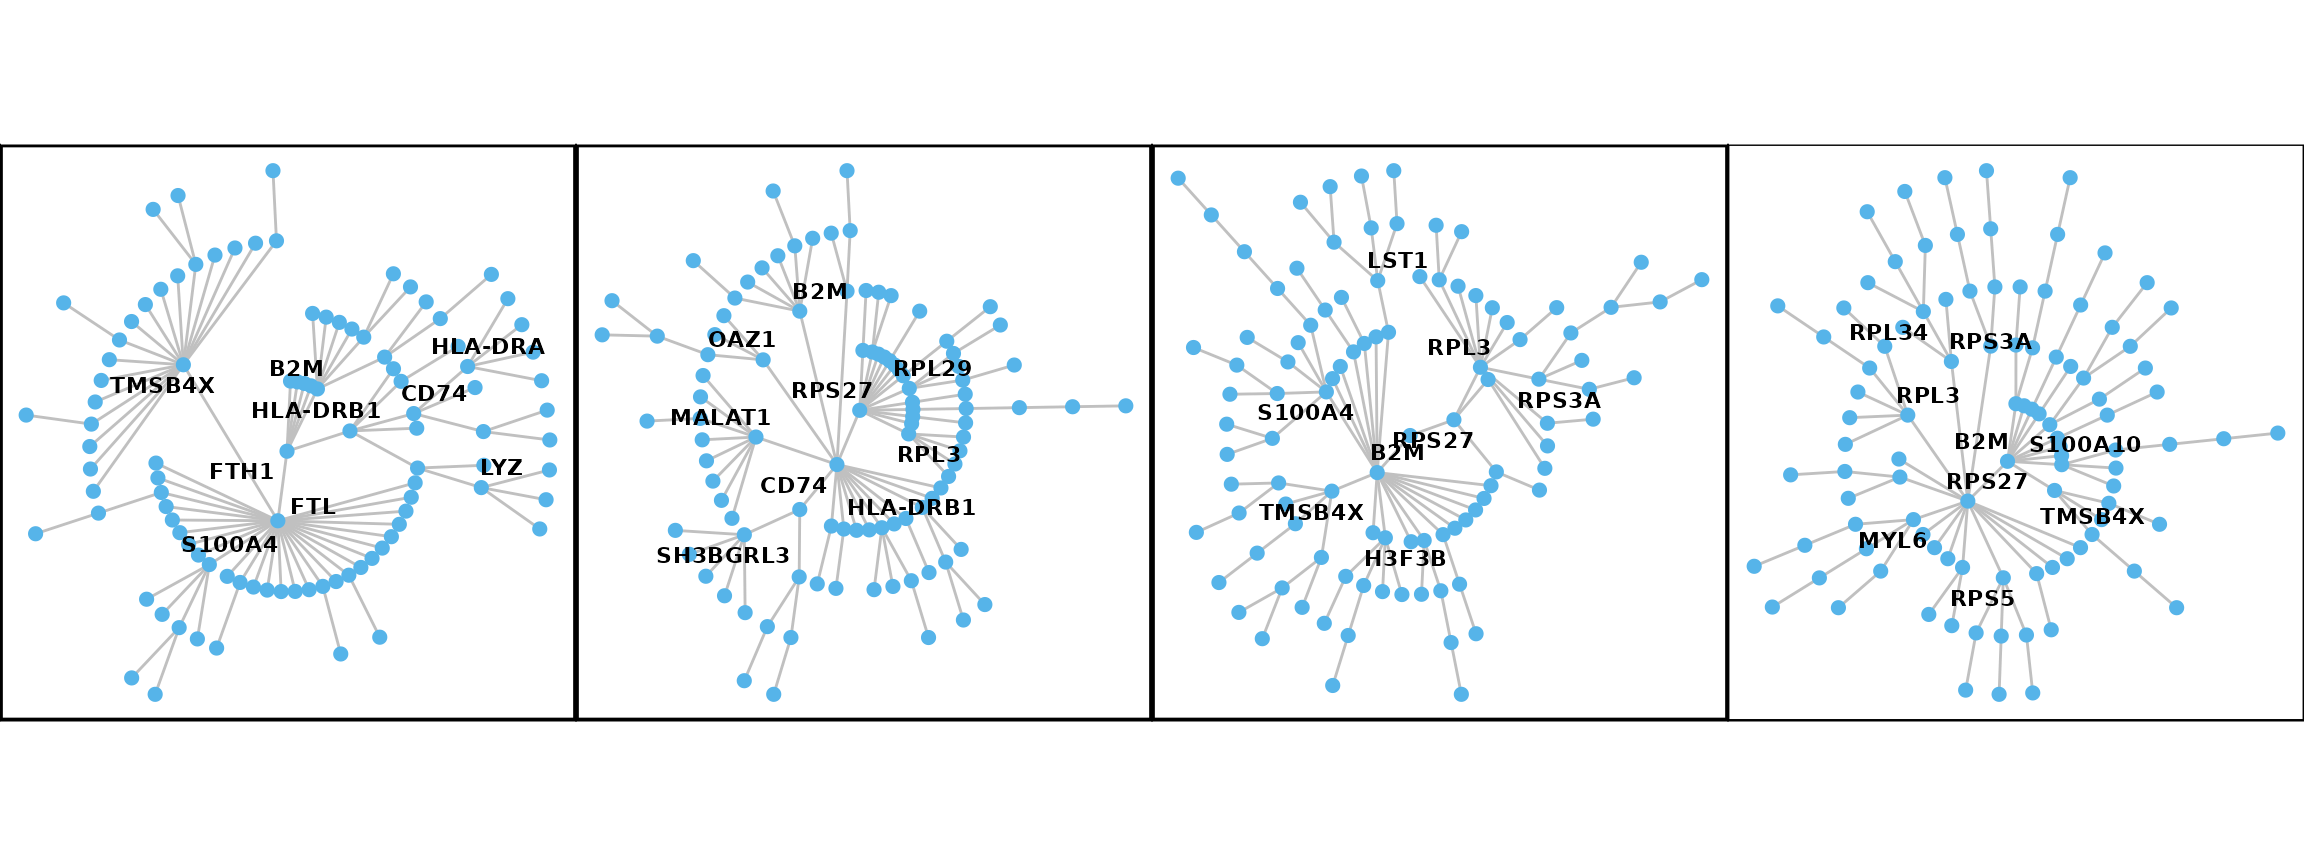 HLA-DRA
B2M
TMSB4X
CD74
HLA-DRB1
FTH1
LYZ
FTL
S100A4
B2M
OAZ1
RPL29
RPS27
MALAT1
RPL3
CD74
HLA-DRB1
SH3BGRL3
LST1
RPL3
RPS3A
S100A4
RPS27
B2M
TMSB4X
H3F3B
RPL34
RPS3A
RPL3
B2M
S100A10
RPS27
TMSB4X
MYL6
RPS5